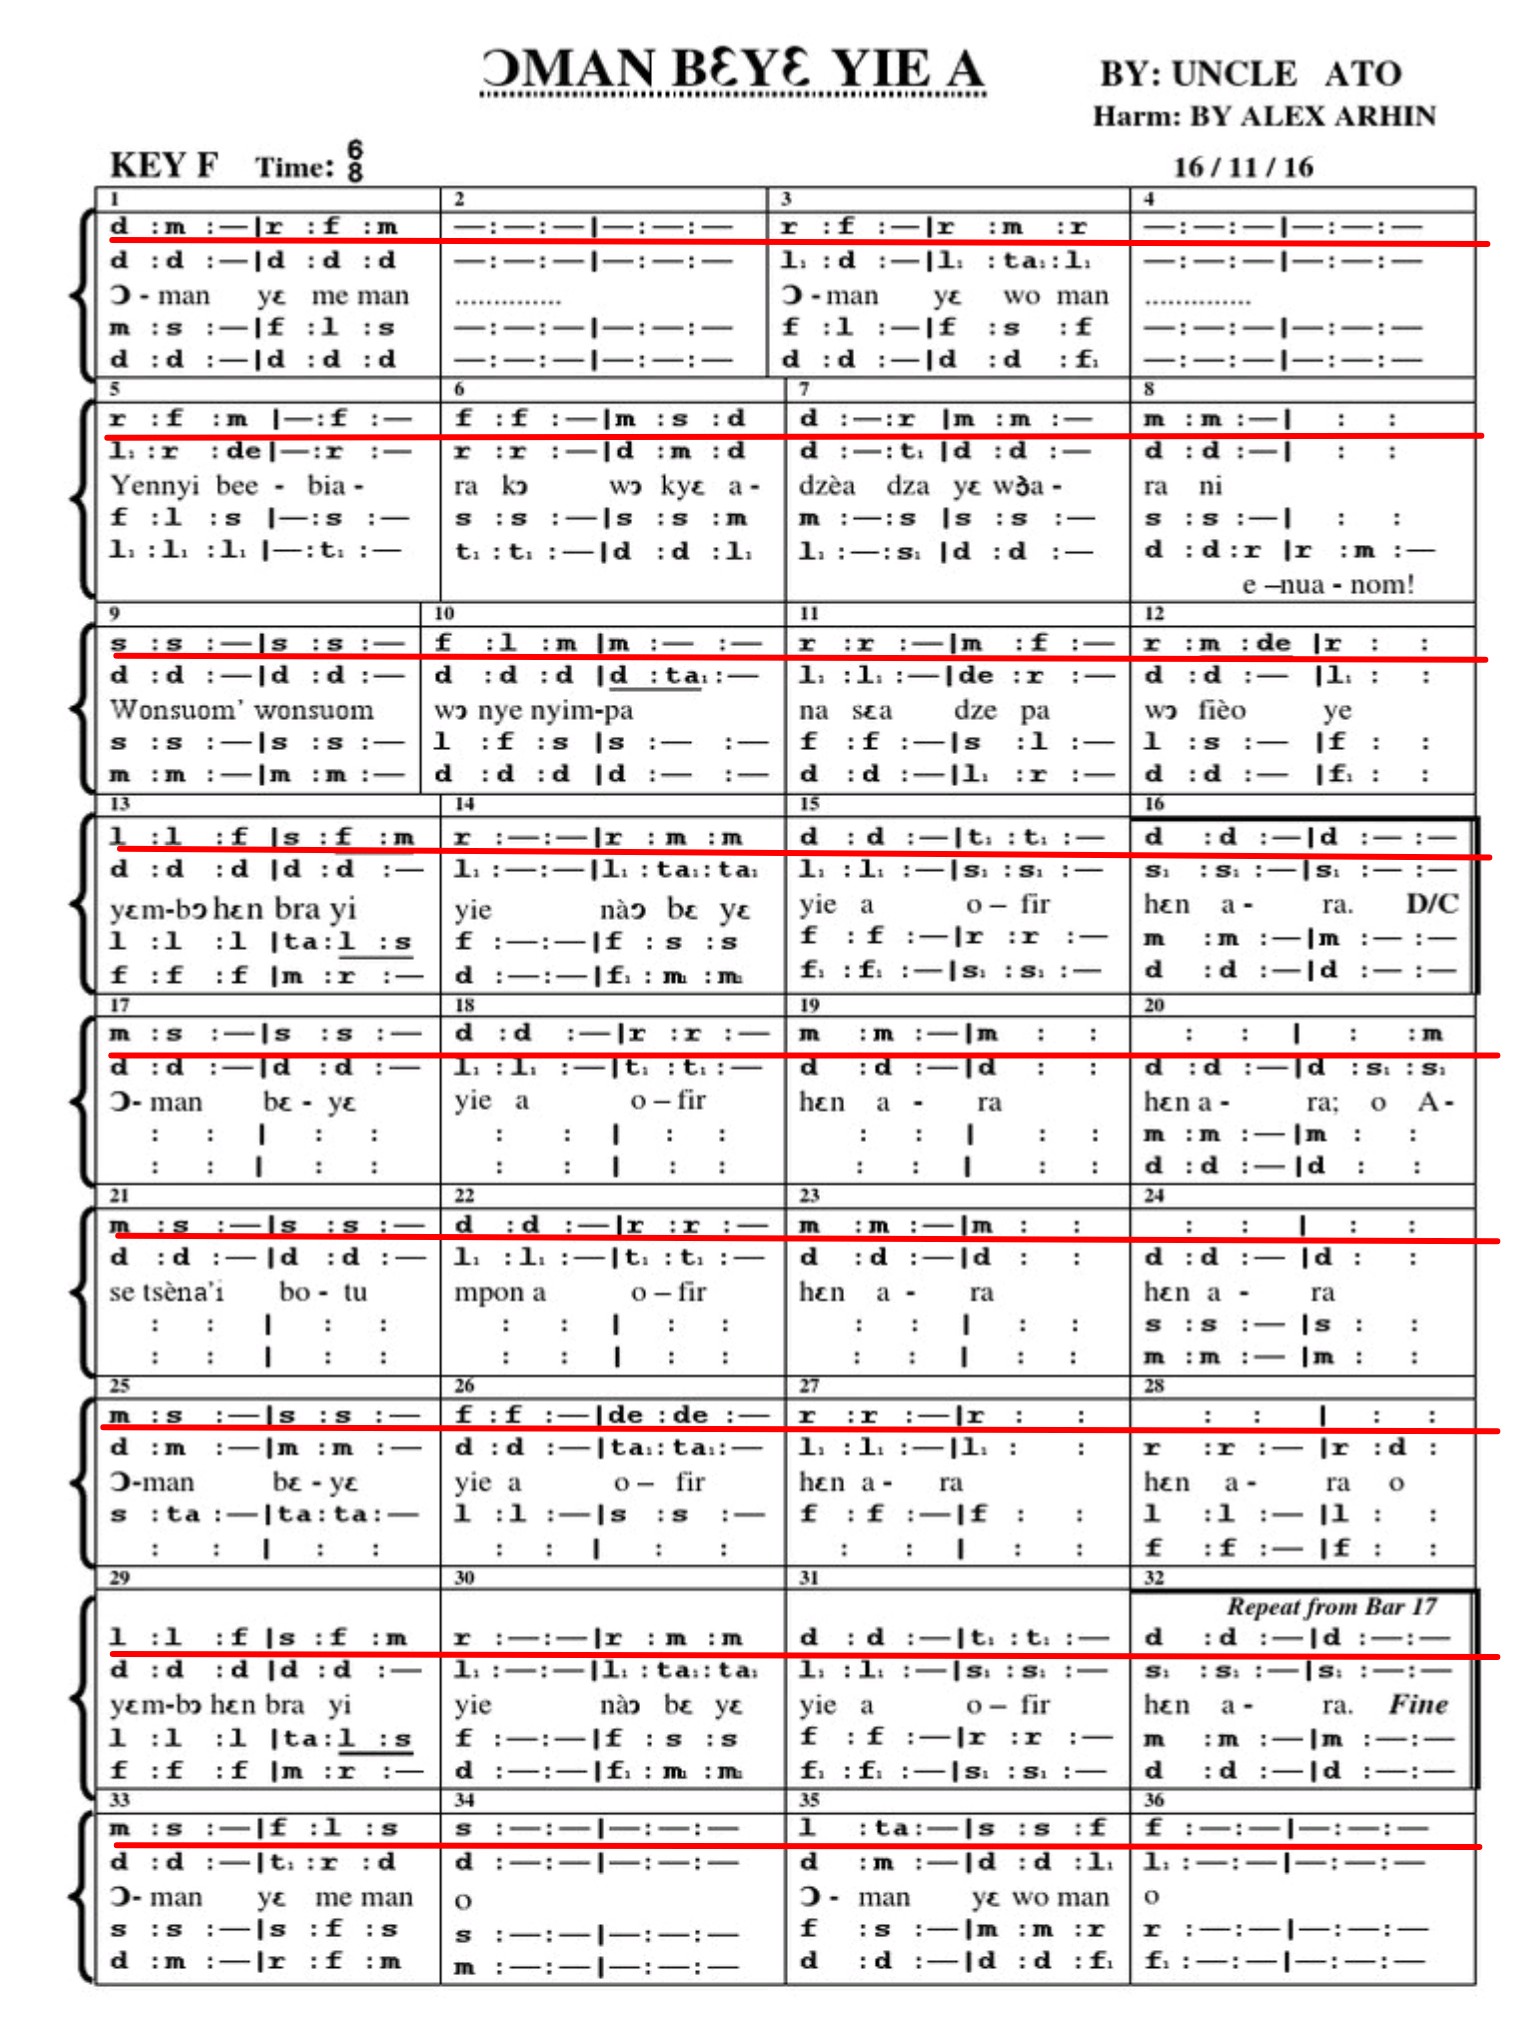 ƆMAN BƐYƐ YIE A
BY: UNCLE ATO
Harm: BY ALEX ARHIN
KEY F Time: 6/8
16 / 11 / 16
1 2 3 4
d :m :—|r :f :m —:—:—|—:—:— r :f :—|r :m :r —:—:—|—:—:—
d :d :—|d :d :d —:—:—|—:—:— l₁ :d :—|l₁ :ta₁:l₁ —:—:—|—:—:—
Ɔ - man yɛ me man .............. Ɔ - man yɛ wo man ..............
m :s :—|f :l :s —:—:—|—:—:— f :l :—|f :s :f —:—:—|—:—:—
d :d :—|d :d :d —:—:—|—:—:— d :d :—|d :d :f₁ —:—:—|—:—:—
5 6 7 8
r :f :m |—:f :— f :f :—|m :s :d d :—:r |m :m :— m :m :—| : :
l₁ :r :de|—:r :— r :r :—|d :m :d d :—:t₁ |d :d :— d :d :—| : :
Yennyi bee - bia - ra kɔ wɔ kyɛ a - dzèa dza yɛ wɔ̀a - ra ni
f :l :s |—:s :— s :s :—|s :s :m m :—:s |s :s :— s :s :—| : :
l₁ :l₁ :l₁ |—:t₁ :— t₁ :t₁ :—|d :d :l₁ l₁ :—:s₁ |d :d :— d :d :r |r :m :—
e –nua - nom!
9 10 11 12
s :s :—|s :s :— f :l :m |m :— :— r :r :—|m :f :— r :m :de |r : :
d :d :—|d :d :— d :d :d |d :ta₁:— l₁ :l₁ :—|de :r :— d :d :— |l₁ : :
Wonsuom’ wonsuom wɔ nye nyim-pa na sɛa dze pa wɔ fièo ye
s :s :—|s :s :— l :f :s |s :— :— f :f :—|s :l :— l :s :— |f : :
m :m :—|m :m :— d :d :d |d :— :— d :d :—|l₁ :r :— d :d :— |f₁ : :
13 14 15 16
l :l :f |s :f :m r :—:—|r :m :m d :d :—|t₁ :t₁ :— d :d :—|d :— :—
d :d :d |d :d :— l₁ :—:—|l₁ :ta₁:ta₁ l₁ :l₁ :—|s₁ :s₁ :— s₁ :s₁ :—|s₁ :— :—
yɛm-bɔ hɛn bra yi yie nàɔ bɛ yɛ yie a o – fir hɛn a - ra. D/C
l :l :l |ta:l :s f :—:—|f :s :s f :f :—|r :r :— m :m :—|m :— :—
f :f :f |m :r :— d :—:—|f₁ :m₁ :m₁ f₁ :f₁ :—|s₁ :s₁ :— d :d :—|d :— :—
17 18 19 20
m :s :—|s :s :— d :d :—|r :r :— m :m :—|m : : : : | : :m
d :d :—|d :d :— l₁ :l₁ :—|t₁ :t₁ :— d :d :—|d : : d :d :—|d :s₁ :s₁
Ɔ- man bɛ - yɛ yie a o – fir hɛn a - ra hɛn a - ra; o A -
: : | : : : : | : : : : | : : m :m :—|m : :
: : | : : : : | : : : : | : : d :d :—|d : :
21 22 23 24
m :s :—|s :s :— d :d :—|r :r :— m :m :—|m : : : : | : :
d :d :—|d :d :— l₁ :l₁ :—|t₁ :t₁ :— d :d :—|d : : d :d :— |d : :
se tsèna’i bo - tu mpon a o – fir hɛn a - ra hɛn a - ra
: : | : : : : | : : : : | : : s :s :— |s : :
: : | : : : : | : : : : | : : m :m :— |m : :
25 26 27 28
m :s :—|s :s :— f :f :—|de :de :— r :r :—|r : : : : | : :
d :m :—|m :m :— d :d :—|ta₁:ta₁:— l₁ :l₁ :—|l₁ : : r :r :— |r :d :
Ɔ-man bɛ - yɛ yie a o – fir hɛn a - ra hɛn a - ra o
s :ta :—|ta:ta:— l :l :—|s :s :— f :f :—|f : : l :l :— |l : :
: : | : : : : | : : : : | : : f :f :— |f : :
29 30 31 32
Repeat from Bar 17
l :l :f |s :f :m r :—:—|r :m :m d :d :—|t₁ :t₁ :— d :d :—|d :—:—
d :d :d |d :d :— l₁ :—:—|l₁ :ta₁:ta₁ l₁ :l₁ :—|s₁ :s₁ :— s₁ :s₁ :—|s₁ :—:—
yɛm-bɔ hɛn bra yi yie nàɔ bɛ yɛ yie a o – fir hɛn a - ra. Fine
l :l :l |ta:l :s f :—:—|f :s :s f :f :—|r :r :— m :m :—|m :—:—
f :f :f |m :r :— d :—:—|f₁ :m₁ :m₁ f₁ :f₁ :—|s₁ :s₁ :— d :d :—|d :—:—
33 34 35 36
m :s :—|f :l :s s :—:—|—:—:— l :ta:—|s :s :f f :—:—|—:—:—
d :d :—|t₁ :r :d d :—:—|—:—:— d :m :—|d :d :l₁ l₁ :—:—|—:—:—
Ɔ- man yɛ me man o Ɔ - man yɛ wo man o
s :s :—|s :f :s s :—:—|—:—:— f :s :—|m :m :r r :—:—|—:—:—
d :m :—|r :f :m m :—:—|—:—:— d :d :—|d :d :f₁ f₁ :—:—|—:—:—